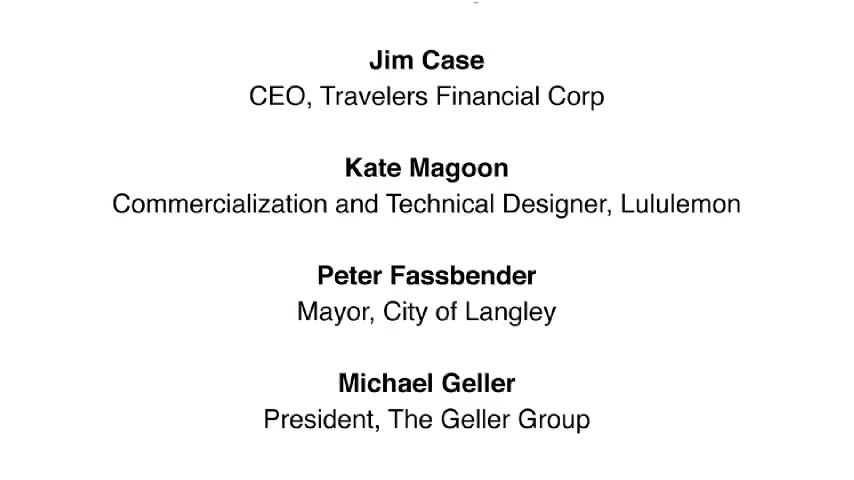 Jim Case
CEO, Travelers Financial Corp
Kate Magoon
Commercialization and Technical Designer, Lululemon
Peter Fassbender
Mayor, City of Langley
Michael Geller
President, The Geller Group